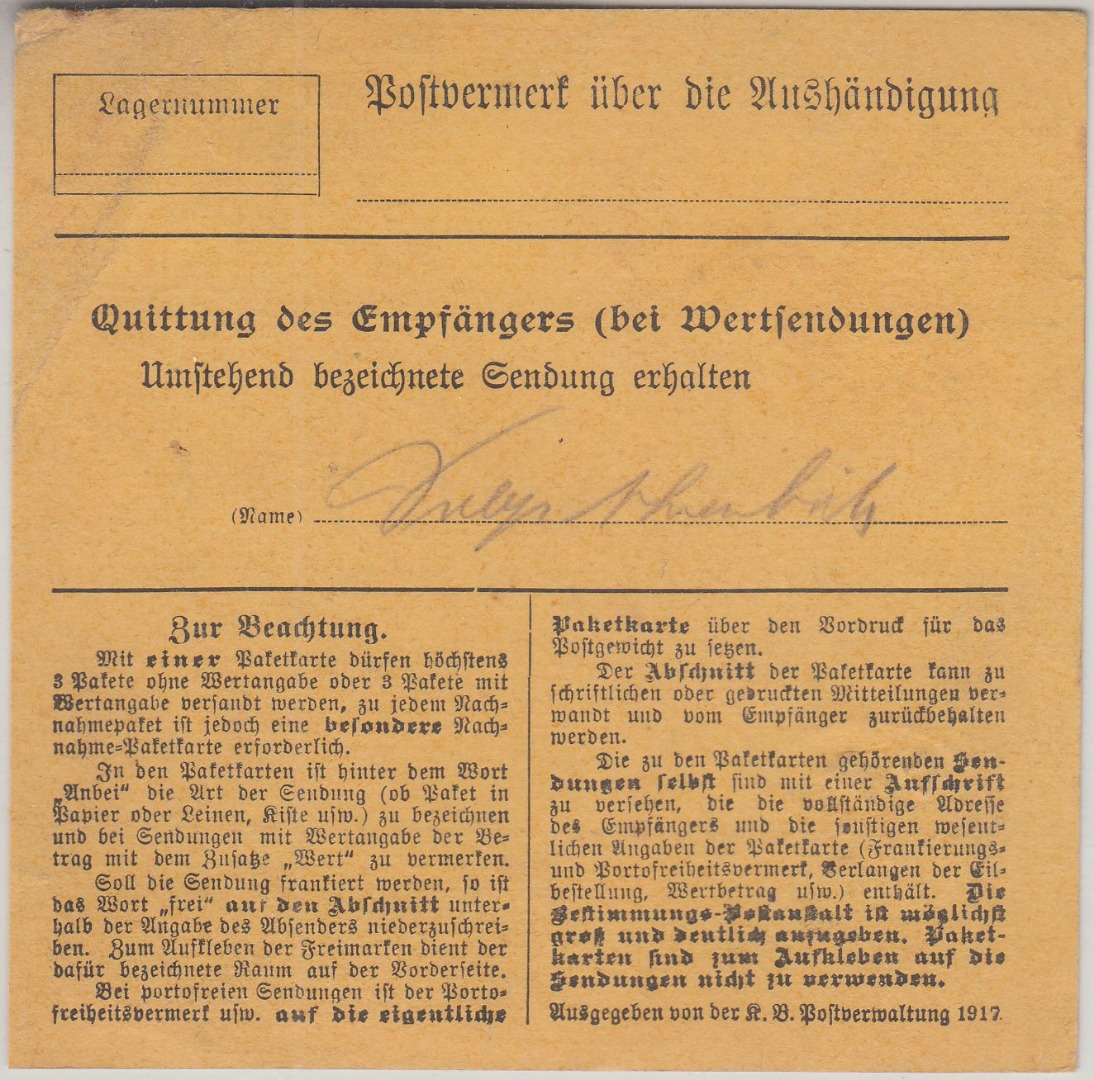 Lagernummer
Postvermerk über die Aushändigung
Quittung des Empfängers (bei Wertsendungen)
Umstehend bezeichnete Sendung erhalten
(Name)
Zur Beachtung.
Mit einer Paketkarte dürfen höchstens
3 Pakete ohne Wertangabe oder 3 Pakete mit
Wertangabe versandt werden, zu jedem Nach-
nahmepaket ist jedoch eine besondere Nach-
nahme-Paketkarte erforderlich.
In den Paketkarten ist hinter dem Wort
„Anbei" die Art der Sendung (ob Paket in
Papier oder Leinen, Kiste usw.) zu bezeichnen
und bei Sendungen mit Wertangabe der Be-
trag mit dem Zusatze „Wert" zu vermerken.
Soll die Sendung frankiert werden, so ist
das Wort „frei" auf den Abschnitt unter-
halb der Angabe des Absenders niederzuschrei-
ben. Zum Aufkleben der Freimarken dient der
dafür bezeichnete Raum auf der Vorderseite.
Bei portofreien Sendungen ist der Porto-
freiheitsvermerk usw. auf die eigentliche
Paketkarte über den Vordruck für das
Postgewicht zu setzen.
Der Abschnitt der Paketkarte kann zu
schriftlichen oder gedruckten Mitteilungen ver-
wandt und vom Empfänger zurückbehalten
werden.
Die zu den Paketkarten gehörenden Sen-
dungen selbst sind mit einer Aufschrift
zu versehen, die die vollständige Adresse
des Empfängers und die sonstigen wesent-
lichen Angaben der Paketkarte (Frankierungs-
und Portofreiheitsvermerk, Verlangen der Eil-
bestellung, Wertbetrag usw.) enthält. Die
Bestimmungs-Postanstalt ist möglichst
groß und deutlich anzugeben. Paket-
karten sind zum Aufkleben auf die
Sendungen nicht zu verwenden.
Ausgegeben von der K. B. Postverwaltung 1917.